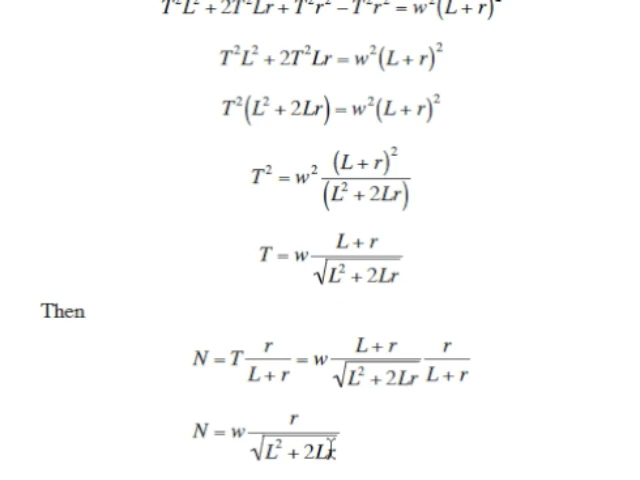 T²L² + 2T²Lr + T²r² − T²r² = w²(L + r)²
T²L² + 2T²Lr = w²(L + r)²
T²(L² + 2Lr) = w²(L + r)²
T² = w² (L + r)² / (L² + 2Lr)
T = w (L + r) / √(L² + 2Lr)
Then
N = T r / (L + r) = w (L + r) / √(L² + 2Lr) r / (L + r)
N = w r / √(L² + 2Lr)